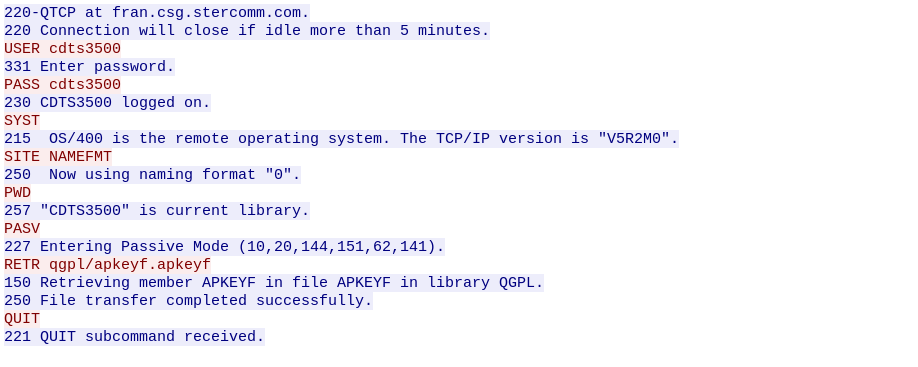 220-QTCP at fran.csg.stercomm.com.
220 Connection will close if idle more than 5 minutes.
USER cdts3500
331 Enter password.
PASS cdts3500
230 CDTS3500 logged on.
SYST
215  OS/400 is the remote operating system. The TCP/IP version is "V5R2M0".
SITE NAMEFMT
250  Now using naming format "0".
PWD
257 "CDTS3500" is current library.
PASV
227 Entering Passive Mode (10,20,144,151,62,141).
RETR qgpl/apkeyf.apkeyf
150 Retrieving member APKEYF in file APKEYF in library QGPL.
250 File transfer completed successfully.
QUIT
221 QUIT subcommand received.